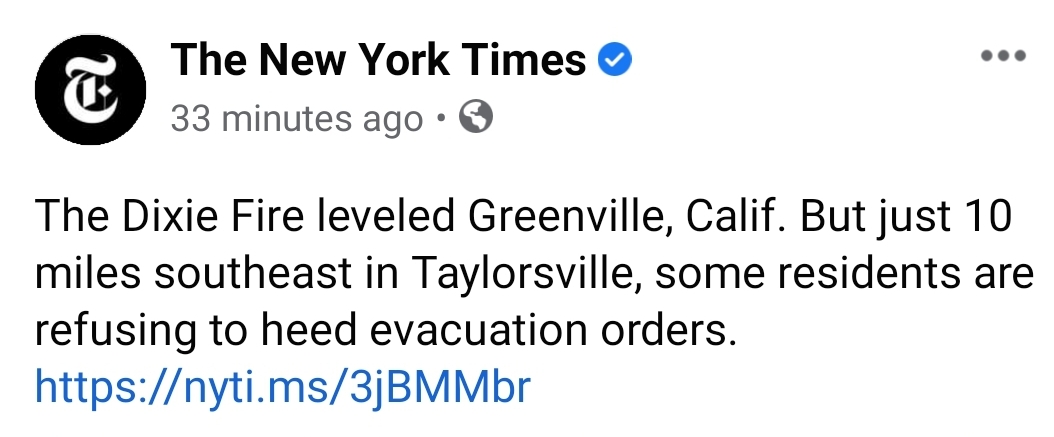 The New York Times
33 minutes ago •
The Dixie Fire leveled Greenville, Calif. But just 10
miles southeast in Taylorsville, some residents are
refusing to heed evacuation orders.
https://nyti.ms/3jBMMbr